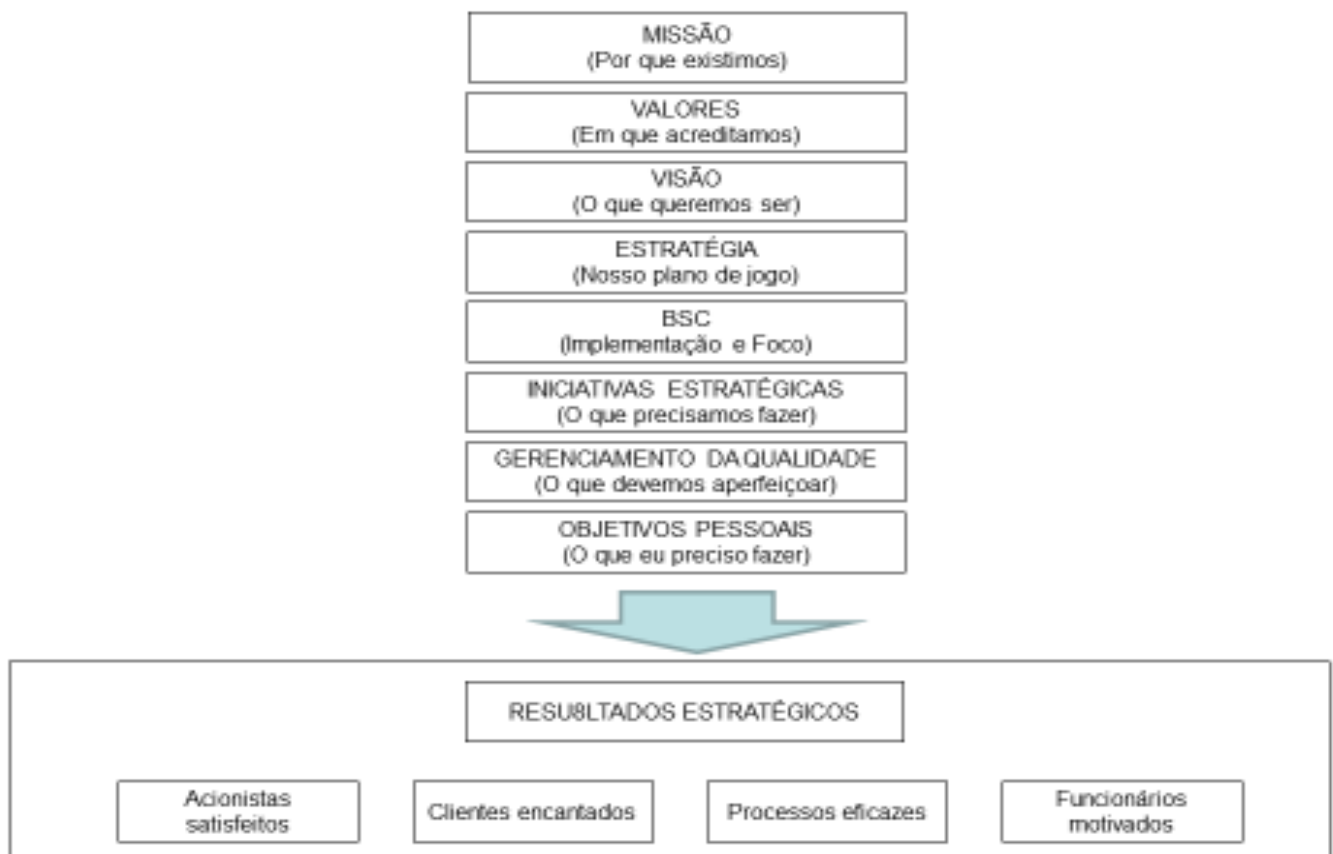 MISSÃO
(Por que existimos)
VALORES
(Em que acreditamos)
VISÃO
(O que queremos ser)
ESTRATÉGIA
(Nosso plano de jogo)
BSC
(Implementação e Foco)
INICIATIVAS ESTRATÉGICAS
(O que precisamos fazer)
GERENCIAMENTO DA QUALIDADE
(O que devemos aperfeiçoar)
OBJETIVOS PESSOAIS
(O que eu preciso fazer)
RESU8LTADOS ESTRATÉGICOS
Acionistas
satisfeitos
Clientes encantados
Processos eficazes
Funcionários
motivados